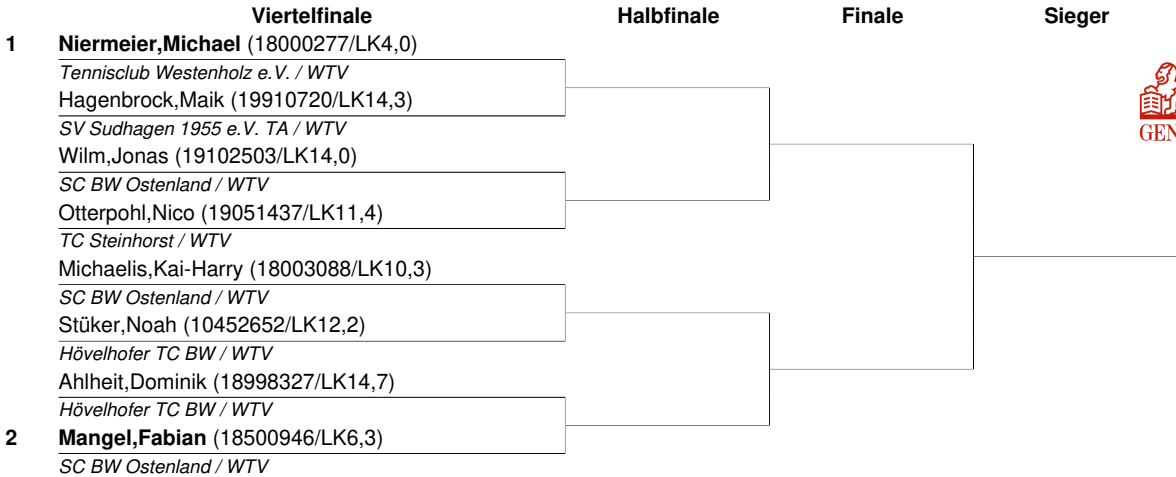 Viertelfinale Halbfinale Finale Sieger
1 Niermeier,Michael (18000277/LK4,0)
Tennisclub Westenholz e.V. / WTV
Hagenbrock,Maik (19910720/LK14,3)
SV Sudhagen 1955 e.V. TA / WTV
GEN
Wilm,Jonas (19102503/LK14,0)
SC BW Ostenland / WTV
Otterpohl,Nico (19051437/LK11,4)
TC Steinhorst / WTV
Michaelis,Kai-Harry (18003088/LK10,3)
SC BW Ostenland / WTV
Stüker,Noah (10452652/LK12,2)
Hövelhofer TC BW / WTV
Ahlheit,Dominik (18998327/LK14,7)
Hövelhofer TC BW / WTV
2 Mangel,Fabian (18500946/LK6,3)
SC BW Ostenland / WTV